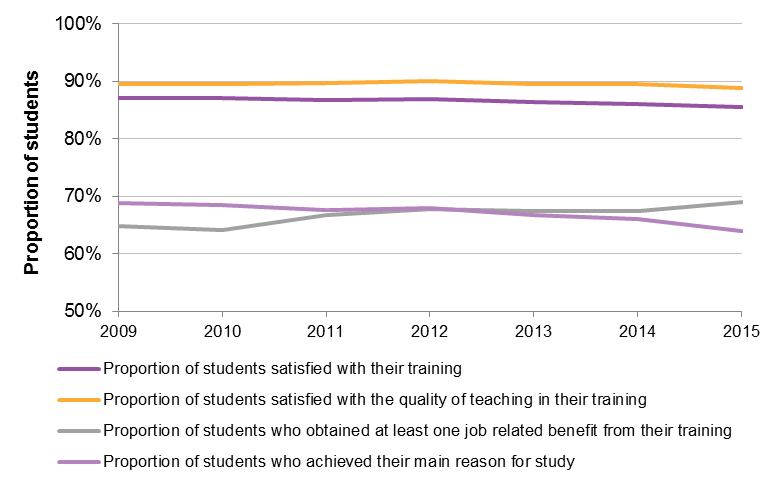 100%
90%
80%
70%
60%
50%
Proportion of students
2009 2010 2011 2012 2013 2014 2015
Proportion of students satisfied with their training
Proportion of students satisfied with the quality of teaching in their training
Proportion of students who obtained at least one job related benefit from their training
Proportion of students who achieved their main reason for study